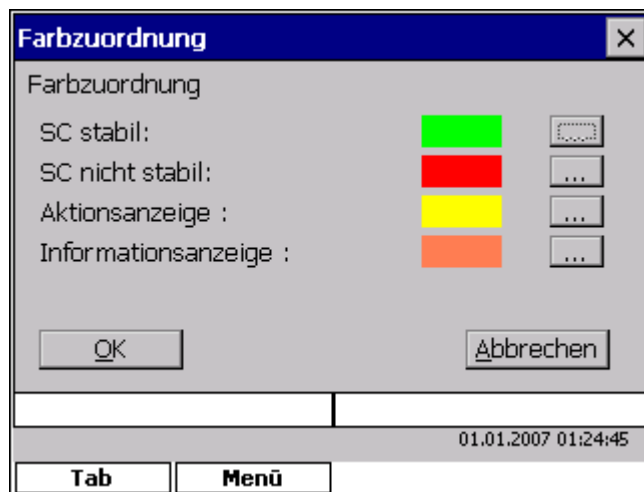 Farbzuordnung
Farbzuordnung
SC stabil: ...
SC nicht stabil: ...
Aktionsanzeige : ...
Informationsanzeige : ...
OK Abbrechen
01.01.2007 01:24:45
Tab Menü